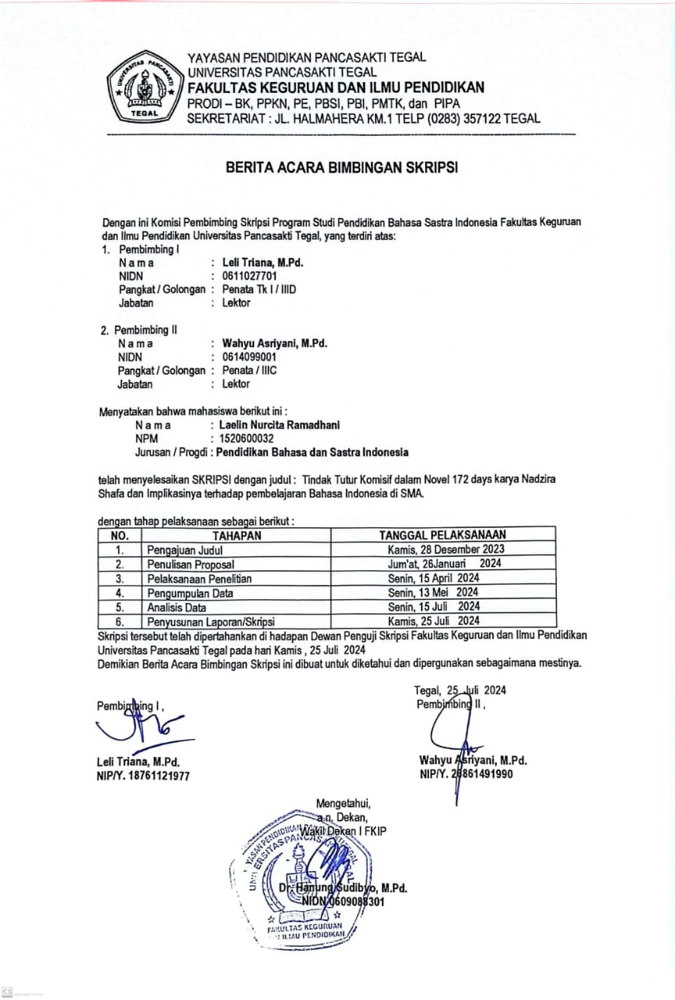 UNIVERSITAS PANCASAKTI
TEGAL
YAYASAN PENDIDIKAN PANCASAKTI TEGAL
UNIVERSITAS PANCASAKTI TEGAL
FAKULTAS KEGURUAN DAN ILMU PENDIDIKAN
PRODI – BK, PPKN, PE, PBSI, PBI, PMTK, dan PIPA
SEKRETARIAT : JL. HALMAHERA KM.1 TELP (0283) 357122 TEGAL
BERITA ACARA BIMBINGAN SKRIPSI
Dengan ini Komisi Pembimbing Skripsi Program Studi Pendidikan Bahasa Sastra Indonesia Fakultas Keguruan
dan Ilmu Pendidikan Universitas Pancasakti Tegal, yang terdiri atas:
1. Pembimbing I
N a m a : Leli Triana, M.Pd.
NIDN : 0611027701
Pangkat / Golongan : Penata Tk I / IIID
Jabatan : Lektor
2. Pembimbing II
N a m a : Wahyu Asriyani, M.Pd.
NIDN : 0614099001
Pangkat / Golongan : Penata / IIIC
Jabatan : Lektor
Menyatakan bahwa mahasiswa berikut ini :
N a m a : Laelin Nurcita Ramadhani
NPM : 1520600032
Jurusan / Progdi : Pendidikan Bahasa dan Sastra Indonesia
telah menyelesaikan SKRIPSI dengan judul : Tindak Tutur Komisif dalam Novel 172 days karya Nadzira
Shafa dan Implikasinya terhadap pembelajaran Bahasa Indonesia di SMA.
dengan tahap pelaksanaan sebagai berikut :
NO. TAHAPAN TANGGAL PELAKSANAAN
1. Pengajuan Judul Kamis, 28 Desember 2023
2. Penulisan Proposal Jum'at, 26Januari 2024
3. Pelaksanaan Penelitian Senin, 15 April 2024
4. Pengumpulan Data Senin, 13 Mei 2024
5. Analisis Data Senin, 15 Juli 2024
6. Penyusunan Laporan/Skripsi Kamis, 25 Juli 2024
Skripsi tersebut telah dipertahankan di hadapan Dewan Penguji Skripsi Fakultas Keguruan dan Ilmu Pendidikan
Universitas Pancasakti Tegal pada hari Kamis , 25 Juli 2024
Demikian Berita Acara Bimbingan Skripsi ini dibuat untuk diketahui dan dipergunakan sebagaimana mestinya.
Tegal, 25 Juli 2024
Pembimbing I , Pembimbing II ,
Leli Triana, M.Pd. Wahyu Asriyani, M.Pd.
NIP/Y. 18761121977 NIP/Y. 20861491990
Mengetahui,
a.n. Dekan,
Wakil Dekan I FKIP
Dr. Hanung Sudibyo, M.Pd.
NIDN 0609088301
FAKULTAS KEGURUAN
ILMU PENDIDIKAN
CS